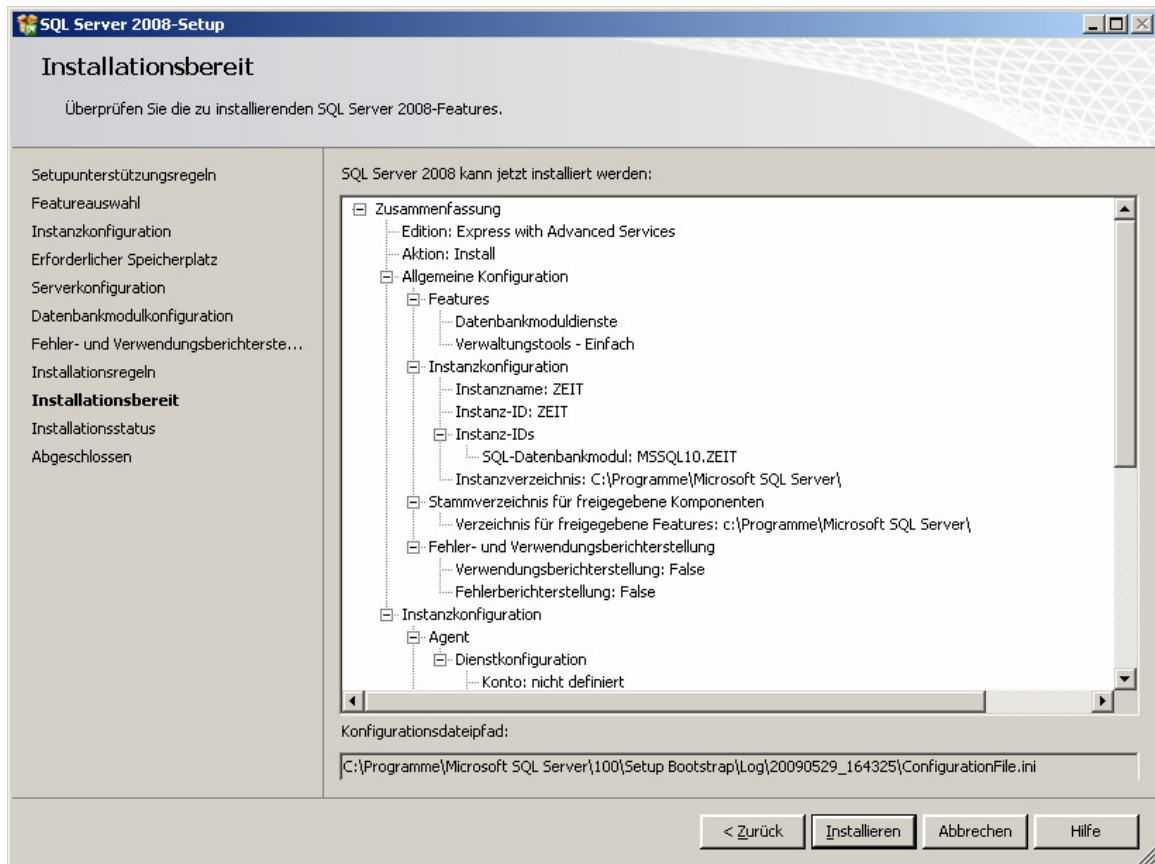 SQL Server 2008-Setup
Installationsbereit
Überprüfen Sie die zu installierenden SQL Server 2008-Features.
Setupunterstützungsregeln
Featureauswahl
Instanzkonfiguration
Erforderlicher Speicherplatz
Serverkonfiguration
Datenbankmodulkonfiguration
Fehler- und Verwendungsberichterste...
Installationsregeln
Installationsbereit
Installationsstatus
Abgeschlossen
SQL Server 2008 kann jetzt installiert werden:
Zusammenfassung
Edition: Express with Advanced Services
Aktion: Install
Allgemeine Konfiguration
Features
Datenbankmoduldienste
Verwaltungstools - Einfach
Instanzkonfiguration
Instanzname: ZEIT
Instanz-ID: ZEIT
Instanz-IDs
SQL-Datenbankmodul: MSSQL10.ZEIT
Instanzverzeichnis: C:\Programme\Microsoft SQL Server\
Stammverzeichnis für freigegebene Komponenten
Verzeichnis für freigegebene Features: c:\Programme\Microsoft SQL Server\
Fehler- und Verwendungsberichterstellung
Verwendungsberichterstellung: False
Fehlerberichterstellung: False
Instanzkonfiguration
Agent
Dienstkonfiguration
Konto: nicht definiert
Konfigurationsdateipfad:
C:\Programme\Microsoft SQL Server\100\Setup Bootstrap\Log\20090529_164325\ConfigurationFile.ini
< Zurück Installieren Abbrechen Hilfe